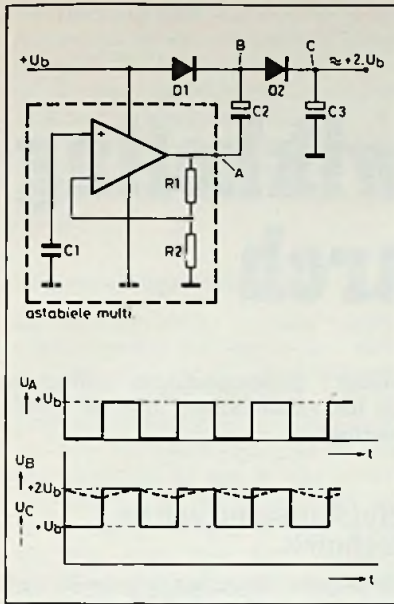 B
C
+Ub
≈+2.Ub
D1
D2
C2
C3
+
−
A
R1
R2
C1
astabiele multi.
UA
+Ub
t
UB
+2Ub
UC
+Ub
t